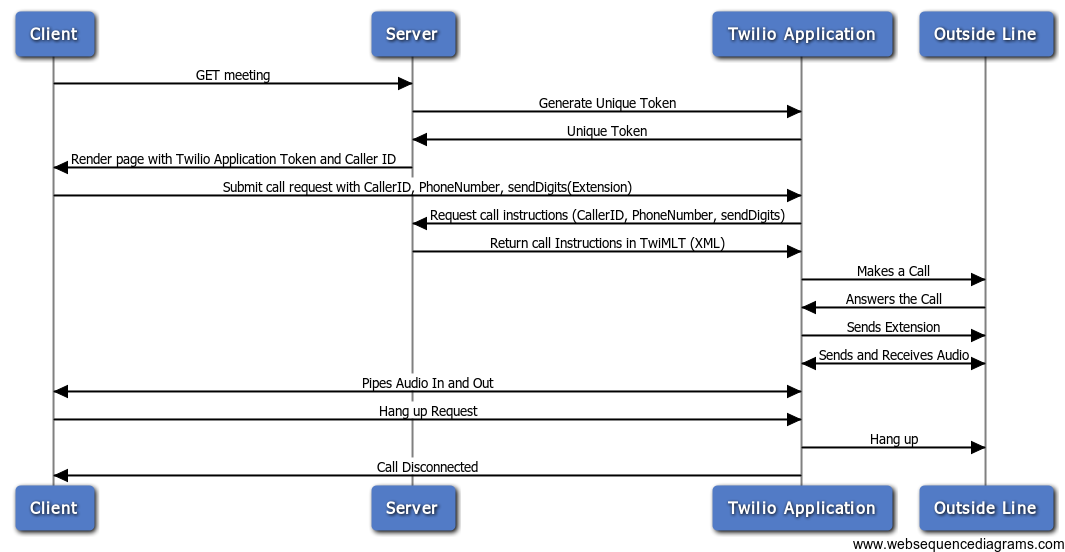 Client
Server
Twilio Application
Outside Line
GET meeting
Generate Unique Token
Unique Token
Render page with Twilio Application Token and Caller ID
Submit call request with CallerID, PhoneNumber, sendDigits(Extension)
Request call instructions (CallerID, PhoneNumber, sendDigits)
Return call Instructions in TwiMLT (XML)
Makes a Call
Answers the Call
Sends Extension
Sends and Receives Audio
Pipes Audio In and Out
Hang up Request
Hang up
Call Disconnected
Client
Server
Twilio Application
Outside Line
www.websequencediagrams.com